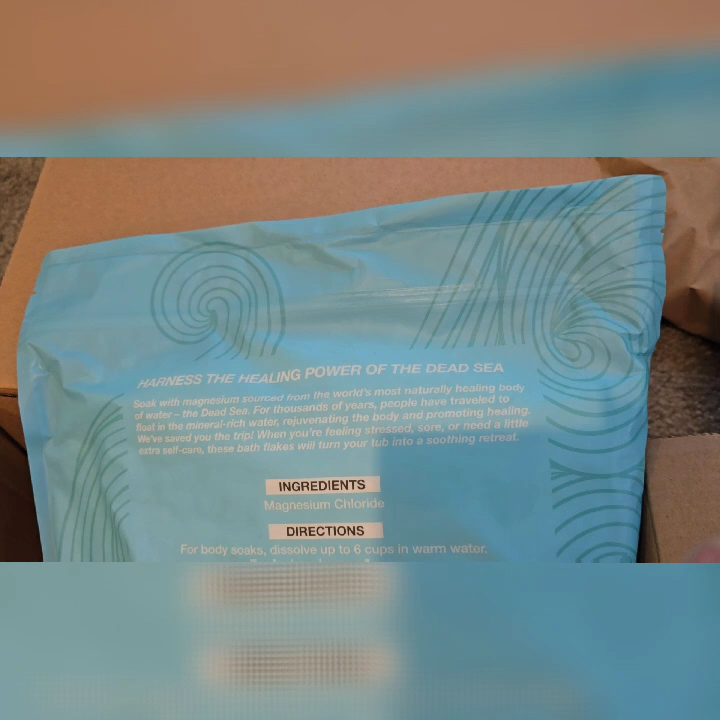 HARNESS THE HEALING POWER OF THE DEAD SEA
Soak with magnesium sourced from the world's most naturally healing body
of water – the Dead Sea. For thousands of years, people have traveled to
float in the mineral-rich water, rejuvenating the body and promoting healing.
We've saved you the trip! When you're feeling stressed, sore, or need a little
extra self-care, these bath flakes will turn your tub into a soothing retreat.
INGREDIENTS
Magnesium Chloride
DIRECTIONS
For body soaks, dissolve up to 6 cups in warm water.